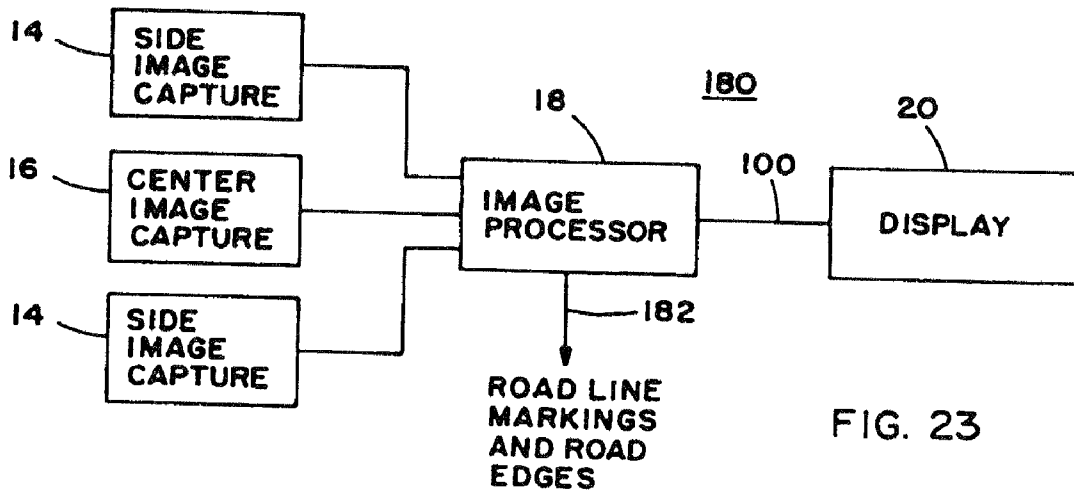 14
SIDE
IMAGE
CAPTURE
16
CENTER
IMAGE
CAPTURE
14
SIDE
IMAGE
CAPTURE
18
IMAGE
PROCESSOR
180
100
20
DISPLAY
182
ROAD LINE
MARKINGS
AND ROAD
EDGES
FIG. 23